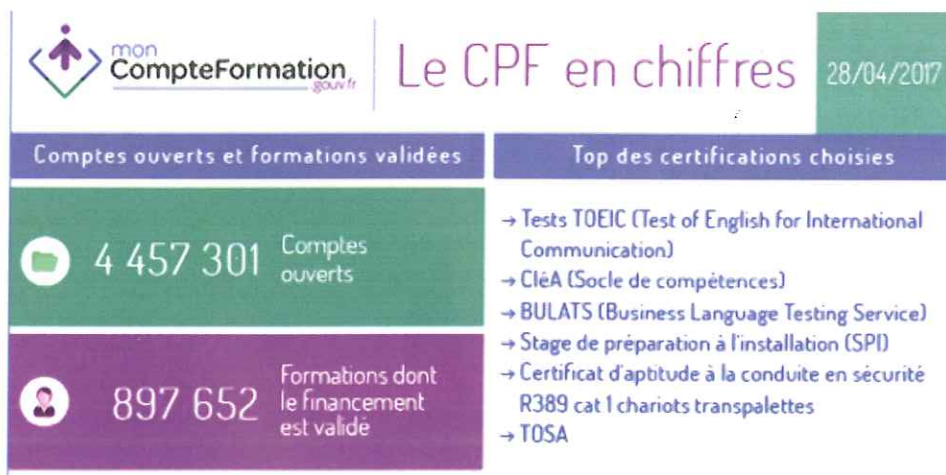 mon
CompteFormation
.gouv.fr
Le CPF en chiffres
28/04/2017
Comptes ouverts et formations validées
4 457 301
Comptes
ouverts
897 652
Formations dont
le financement
est validé
Top des certifications choisies
→ Tests TOEIC (Test of English for International
Communication)
→ CléA (Socle de compétences)
→ BULATS (Business Language Testing Service)
→ Stage de préparation à l'installation (SPI)
→ Certificat d'aptitude à la conduite en sécurité
R389 cat 1 chariots transpalettes
→ TOSA